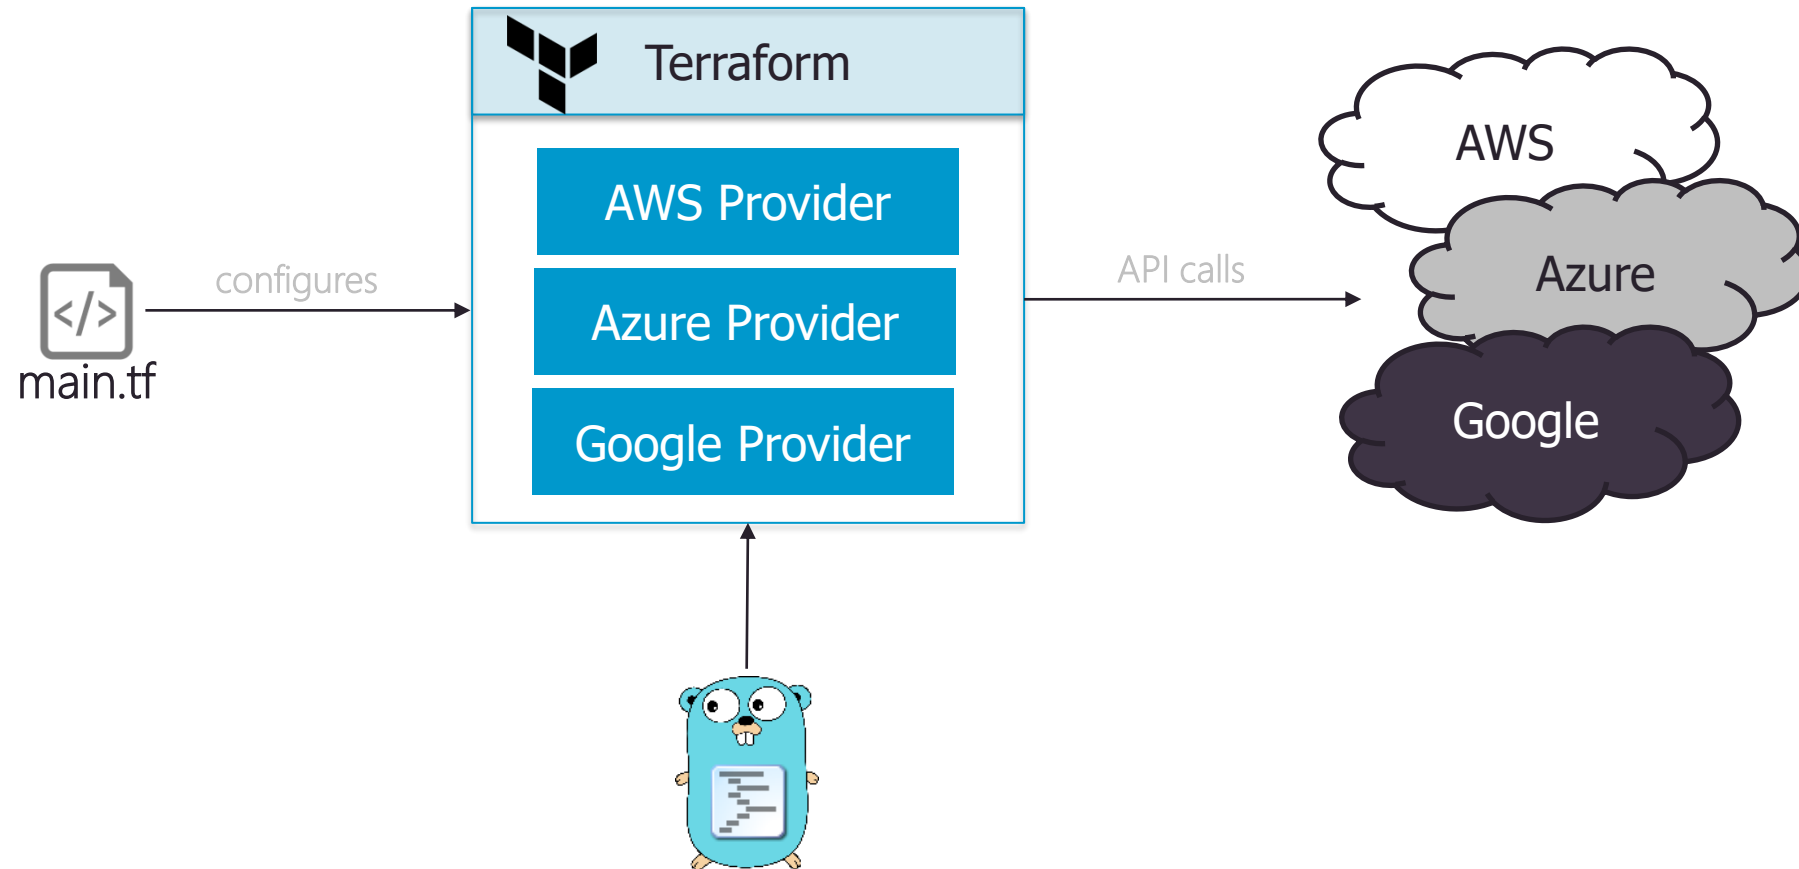 Terraform
AWS Provider
Azure Provider
Google Provider
configures
</>
main.tf
API calls
AWS
Azure
Google